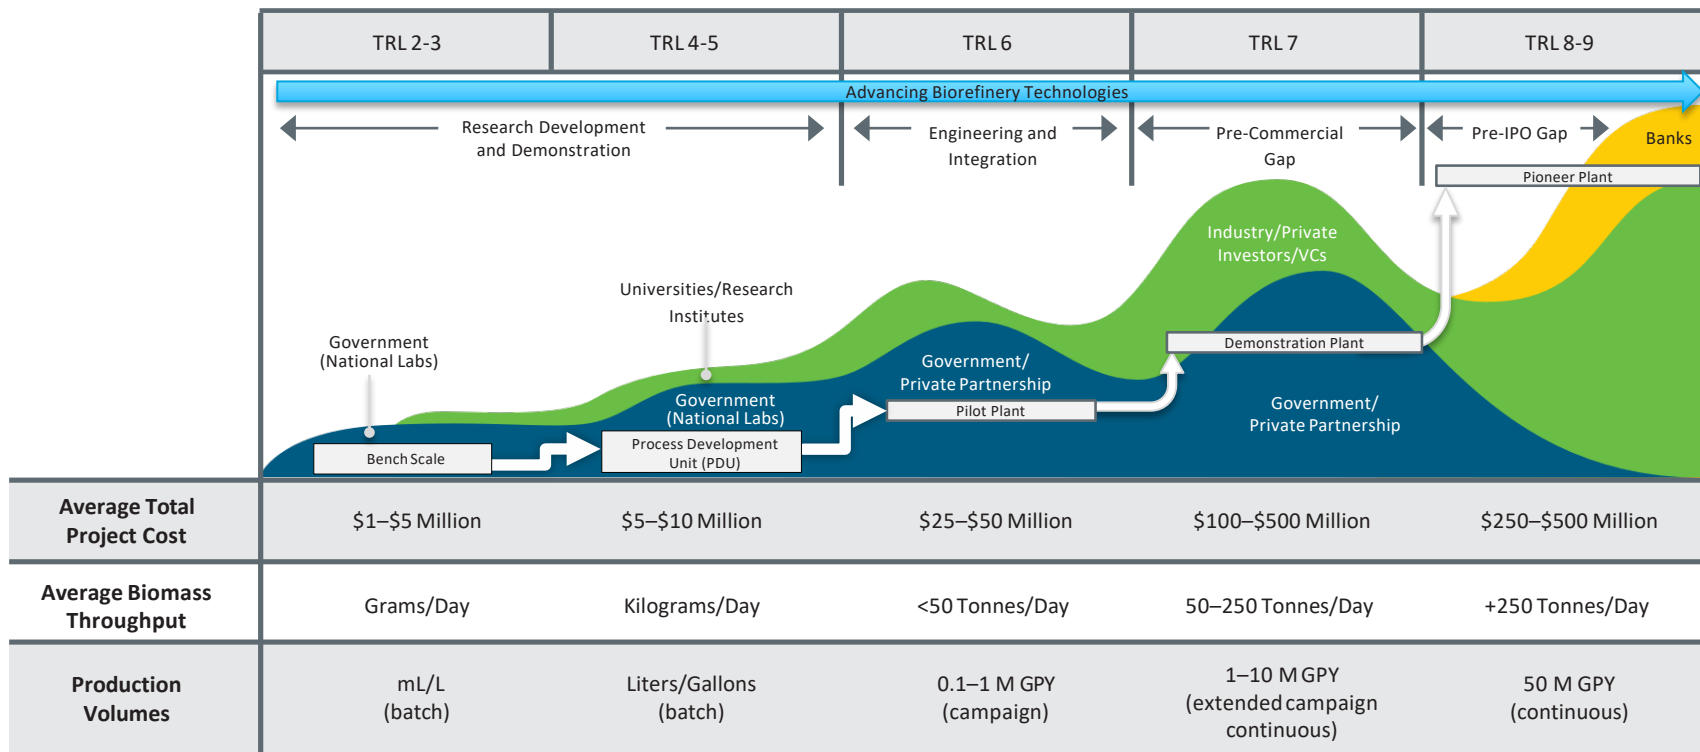 TRL 2-3
TRL 4-5
TRL 6
TRL 7
TRL 8-9
Advancing Biorefinery Technologies
Research Development
and Demonstration
Engineering and
Integration
Pre-Commercial
Gap
Pre-IPO Gap
Banks
Pioneer Plant
Industry/Private
Investors/VCs
Universities/Research
Institutes
Government
(National Labs)
Demonstration Plant
Government/
Private Partnership
Government
(National Labs)
Pilot Plant
Government/
Private Partnership
Process Development
Unit (PDU)
Bench Scale
Average Total
Project Cost
$1–$5 Million
$5–$10 Million
$25–$50 Million
$100–$500 Million
$250–$500 Million
Average Biomass
Throughput
Grams/Day
Kilograms/Day
<50 Tonnes/Day
50–250 Tonnes/Day
+250 Tonnes/Day
Production
Volumes
mL/L
(batch)
Liters/Gallons
(batch)
0.1–1 M GPY
(campaign)
1–10 M GPY
(extended campaign
continuous)
50 M GPY
(continuous)